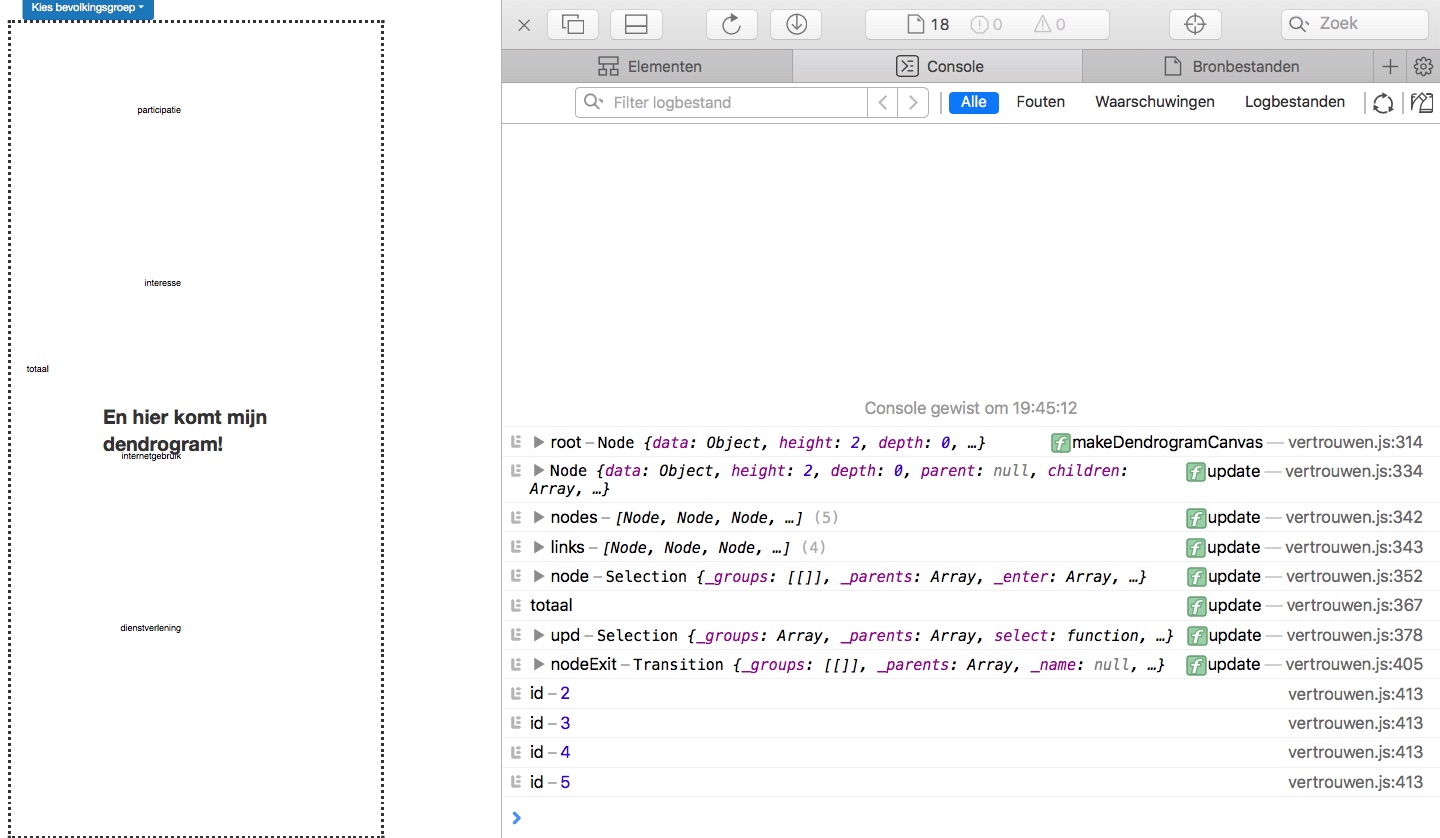 Kies bevolkingsgroep
participatie
interesse
totaal
En hier komt mijn
dendrogram!
internetgebruik
dienstverlening
18 0 0 Zoek
Elementen Console Bronbestanden
Filter logbestand Alle Fouten Waarschuwingen Logbestanden
Console gewist om 19:45:12
root – Node {data: Object, height: 2, depth: 0, …} f makeDendrogramCanvas — vertrouwen.js:314
Node {data: Object, height: 2, depth: 0, parent: null, children: f update — vertrouwen.js:334
Array, …}
nodes – [Node, Node, Node, …] (5) f update — vertrouwen.js:342
links – [Node, Node, Node, …] (4) f update — vertrouwen.js:343
node – Selection {_groups: [[]], _parents: Array, _enter: Array, …} f update — vertrouwen.js:352
totaal f update — vertrouwen.js:367
upd – Selection {_groups: Array, _parents: Array, select: function, …} f update — vertrouwen.js:378
nodeExit – Transition {_groups: [[]], _parents: Array, _name: null, …} f update — vertrouwen.js:405
id – 2 vertrouwen.js:413
id – 3 vertrouwen.js:413
id – 4 vertrouwen.js:413
id – 5 vertrouwen.js:413